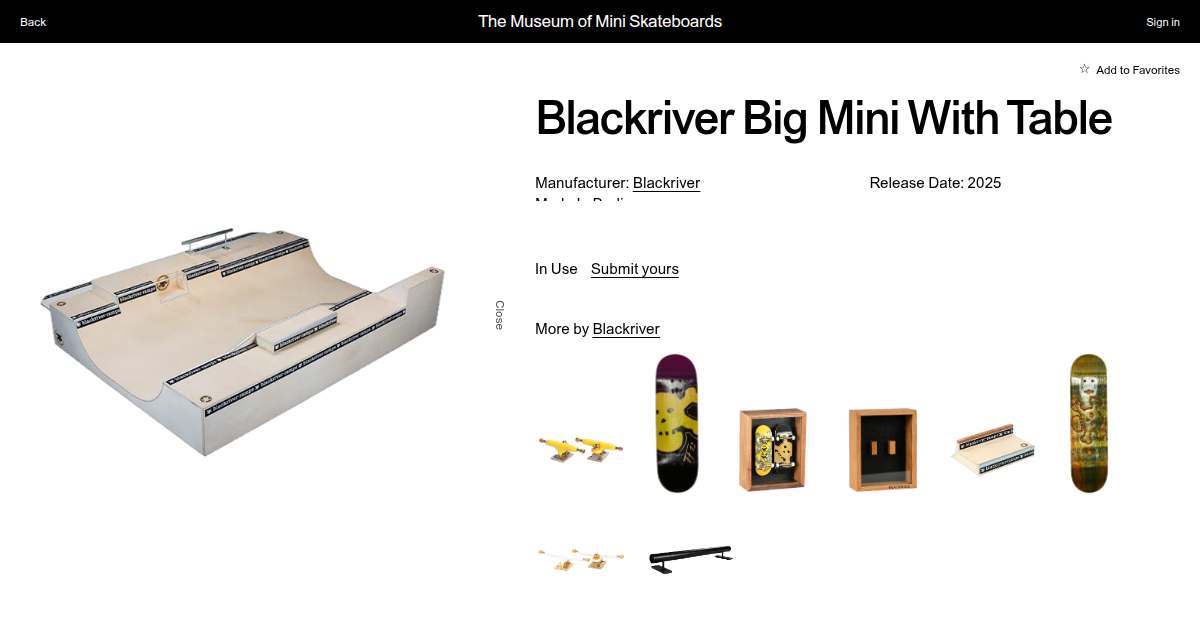 Back
The Museum of Mini Skateboards
Sign in
☆ Add to Favorites
Blackriver Big Mini With Table
Manufacturer: Blackriver
Release Date: 2025
In Use Submit yours
Close
More by Blackriver